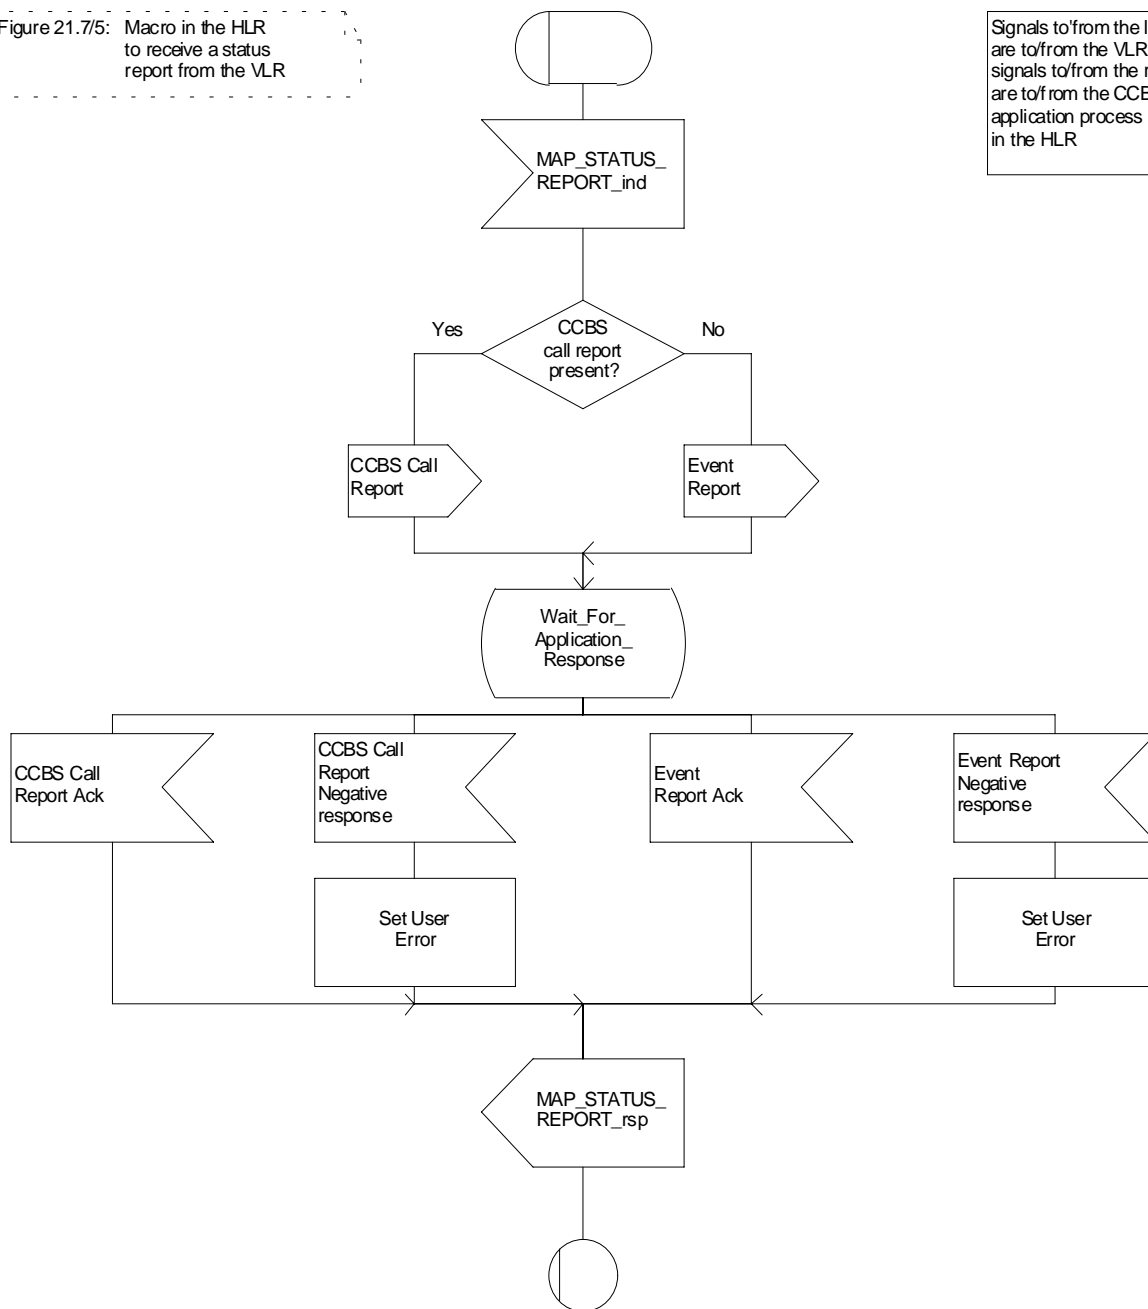 Figure 21.7/5: Macro in the HLR
to receive a status
report from the VLR
Signals to'from the
are to/from the VLR
signals to/from the
are to/from the
application process
in the HLR
MAP_STATUS_
REPORT_ind
CCBS
call report
present?
Yes
No
CCBS Call
Report
Event
Report
Wait_For_
Application_
Response
CCBS Call
Report Ack
CCBS Call
Report
Negative
response
Event
Report Ack
Event Report
Negative
response
Set User
Error
Set User
Error
MAP_STATUS_
REPORT_rsp